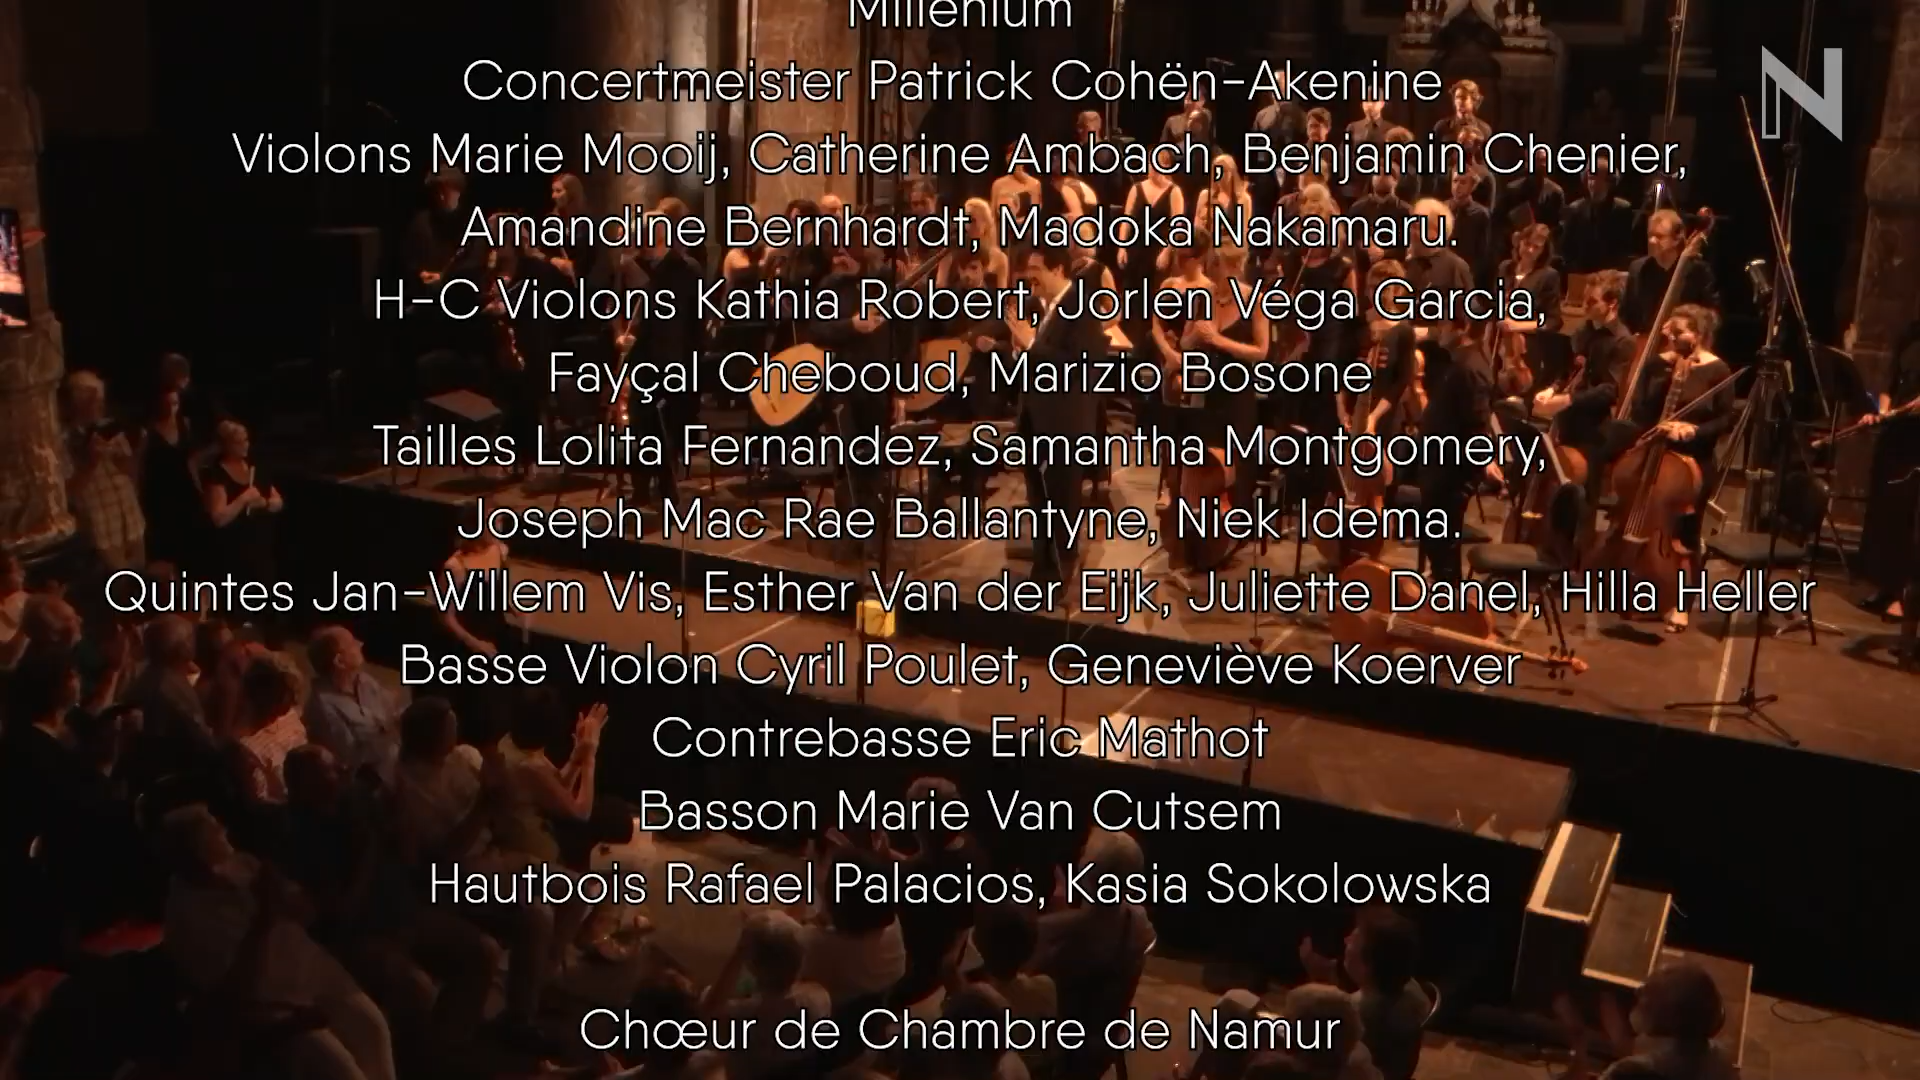 Millenium
Concertmeister Patrick Cohën-Akenine
Violons Marie Mooij, Catherine Ambach, Benjamin Chenier,
Amandine Bernhardt, Madoka Nakamaru.
H-C Violons Kathia Robert, Jorlen Véga Garcia,
Fayçal Cheboud, Marizio Bosone
Tailles Lolita Fernandez, Samantha Montgomery,
Joseph Mac Rae Ballantyne, Niek Idema.
Quintes Jan-Willem Vis, Esther Van der Eijk, Juliette Danel, Hilla Heller
Basse Violon Cyril Poulet, Geneviève Koerver
Contrebasse Eric Mathot
Basson Marie Van Cutsem
Hautbois Rafael Palacios, Kasia Sokolowska
Chœur de Chambre de Namur
N